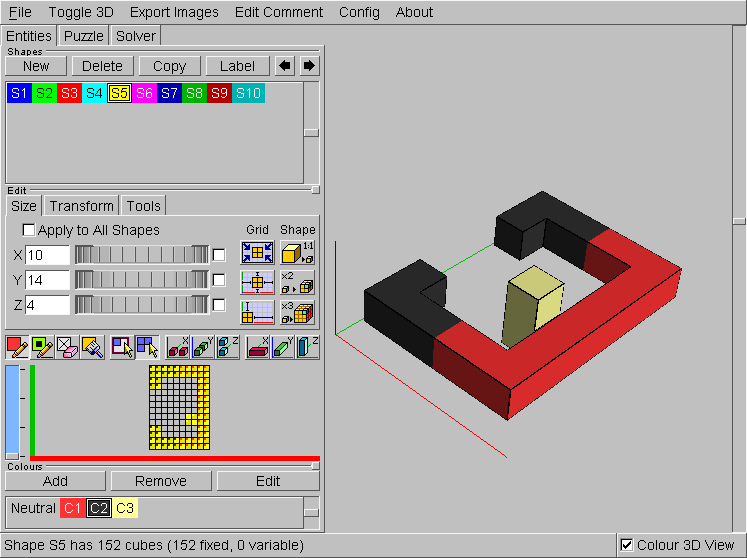 File Toggle 3D Export Images Edit Comment Config About
Entities Puzzle Solver
Shapes
New Delete Copy Label
S1 S2 S3 S4 S5 S6 S7 S8 S9 S10
Edit
Size Transform Tools
Apply to All Shapes Grid Shape
X 10 1:1
Y 14 x2
Z 4 x3
X Y Z X Y Z
Colours
Add Remove Edit
Neutral C1 C2 C3
Shape S5 has 152 cubes (152 fixed, 0 variable) Colour 3D View